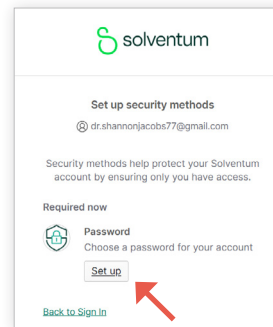 solventum
Set up security methods
dr.shannonjacobs77@gmail.com
Security methods help protect your Solventum
account by ensuring only you have access.
Required now
Password
Choose a password for your account
Set up
Back to Sign In